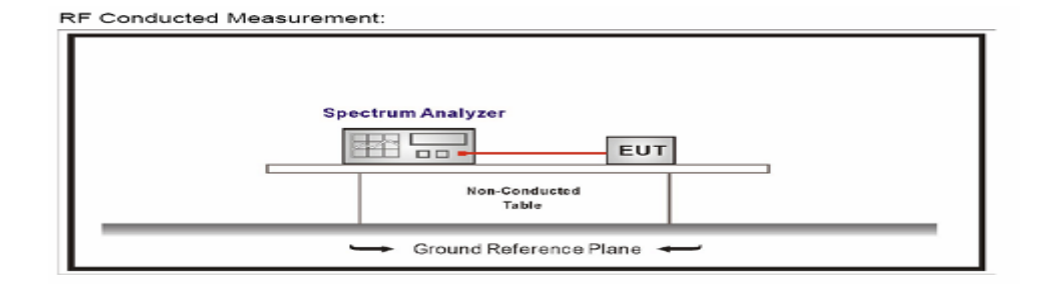 RF Conducted Measurement:
Spectrum Analyzer
EUT
Non-Conducted
Table
Ground Reference Plane